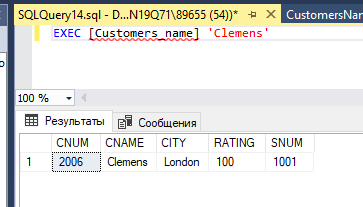 SQLQuery14.sql - D...N19Q71\89655 (54))*
CustomersName
EXEC [Customers_name] 'Clemens'
100 %
Результаты Сообщения
CNUM CNAME CITY RATING SNUM
1 2006 Clemens London 100 1001